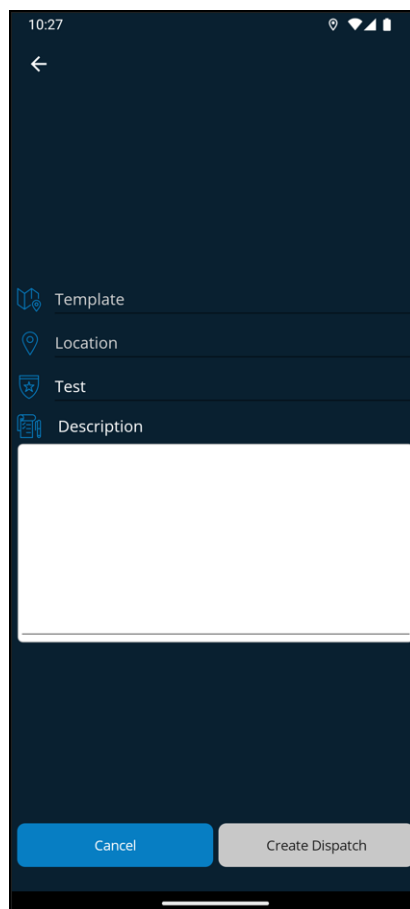 10:27
Template
Location
Test
Description
Cancel
Create Dispatch